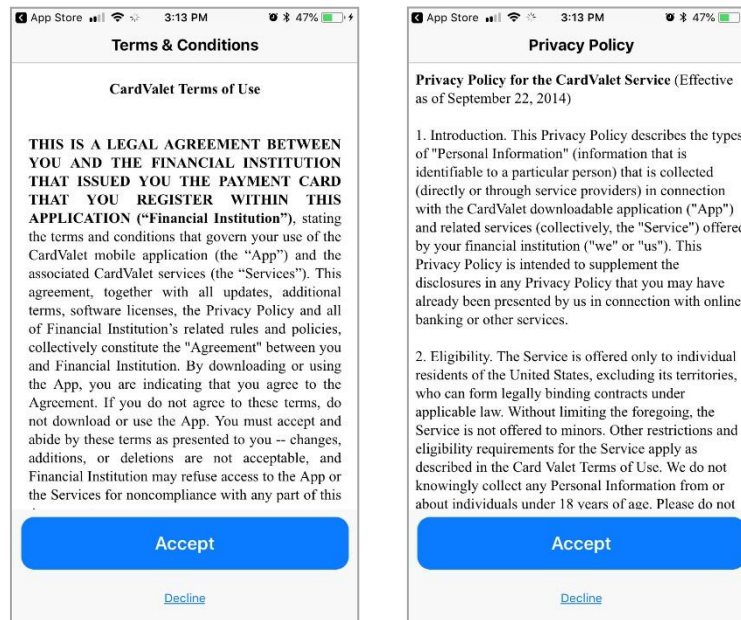 App Store 3:13 PM 47%
Terms & Conditions
CardValet Terms of Use
THIS IS A LEGAL AGREEMENT BETWEEN
YOU AND THE FINANCIAL INSTITUTION
THAT ISSUED YOU THE PAYMENT CARD
THAT YOU REGISTER WITHIN THIS
APPLICATION (“Financial Institution”), stating
the terms and conditions that govern your use of the
CardValet mobile application (the “App”) and the
associated CardValet services (the “Services”). This
agreement, together with all updates, additional
terms, software licenses, the Privacy Policy and all
of Financial Institution’s related rules and policies,
collectively constitute the "Agreement" between you
and Financial Institution. By downloading or using
the App, you are indicating that you agree to the
Agreement. If you do not agree to these terms, do
not download or use the App. You must accept and
abide by these terms as presented to you -- changes,
additions, or deletions are not acceptable, and
Financial Institution may refuse access to the App or
the Services for noncompliance with any part of this
Accept
Decline
App Store 3:13 PM 47%
Privacy Policy
Privacy Policy for the CardValet Service (Effective
as of September 22, 2014)
1. Introduction. This Privacy Policy describes the types
of "Personal Information" (information that is
identifiable to a particular person) that is collected
(directly or through service providers) in connection
with the CardValet downloadable application ("App")
and related services (collectively, the "Service") offered
by your financial institution ("we" or "us"). This
Privacy Policy is intended to supplement the
disclosures in any Privacy Policy that you may have
already been presented by us in connection with online
banking or other services.
2. Eligibility. The Service is offered only to individual
residents of the United States, excluding its territories,
who can form legally binding contracts under
applicable law. Without limiting the foregoing, the
Service is not offered to minors. Other restrictions and
eligibility requirements for the Service apply as
described in the Card Valet Terms of Use. We do not
knowingly collect any Personal Information from or
about individuals under 18 years of age. Please do not
Accept
Decline